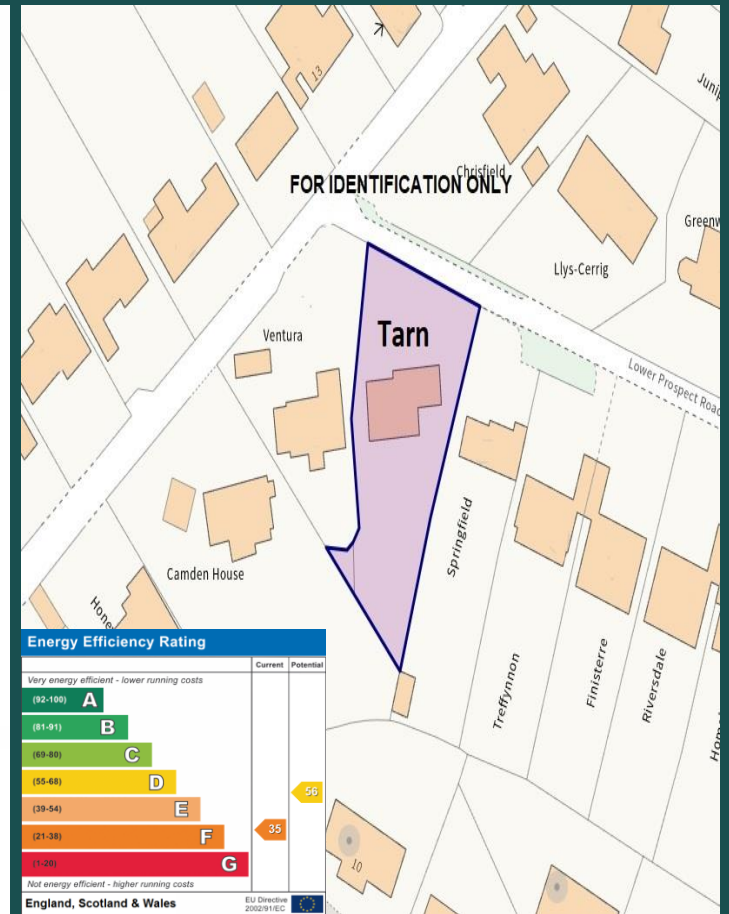 13
Chrisfield
FOR IDENTIFICATION ONLY
Llys-Cerrig
Ventura
Tarn
Lower Prospect Road
Springfield
Camden House
Treffynnon
Finisterre
Riversdale
10
Energy Efficiency Rating
Current Potential
Very energy efficient - lower running costs
(92-100) A
(81-91) B
(69-80) C
(55-68) D
56
(39-54) E
(21-38) F
35
(1-20) G
Not energy efficient - higher running costs
England, Scotland & Wales
EU Directive
2002/91/EC